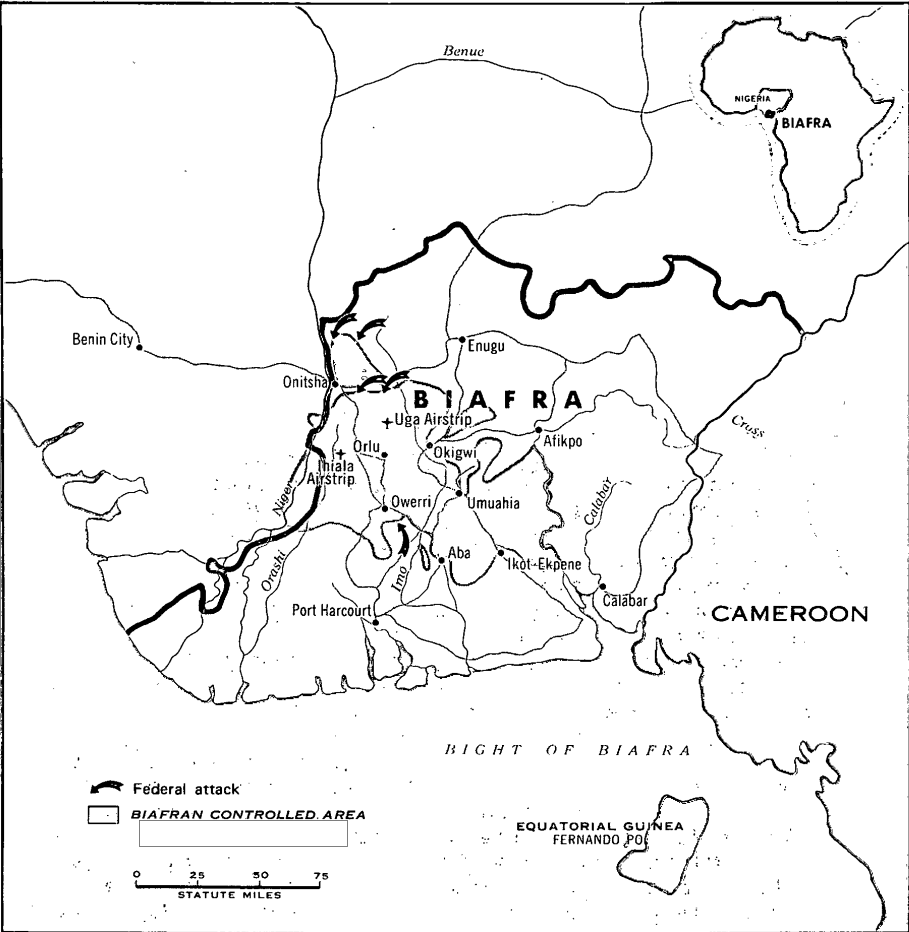 Benue
NIGERIA
BIAFRA
Benin City
Enugu
Onitsha
BIAFRA
Uga Airstrip
Cross
Orlu
Okigwi
Afikpo
Ihiala
Airstrip
Niger
Owerri
Umuahia
Calabar
Orashi
Imo
Aba
Ikot-Ekpene
Port Harcourt
Calabar
CAMEROON
BIGHT OF BIAFRA
Federal attack
BIAFRAN CONTROLLED AREA
EQUATORIAL GUINEA
FERNANDO PO
0 25 50 75
STATUTE MILES